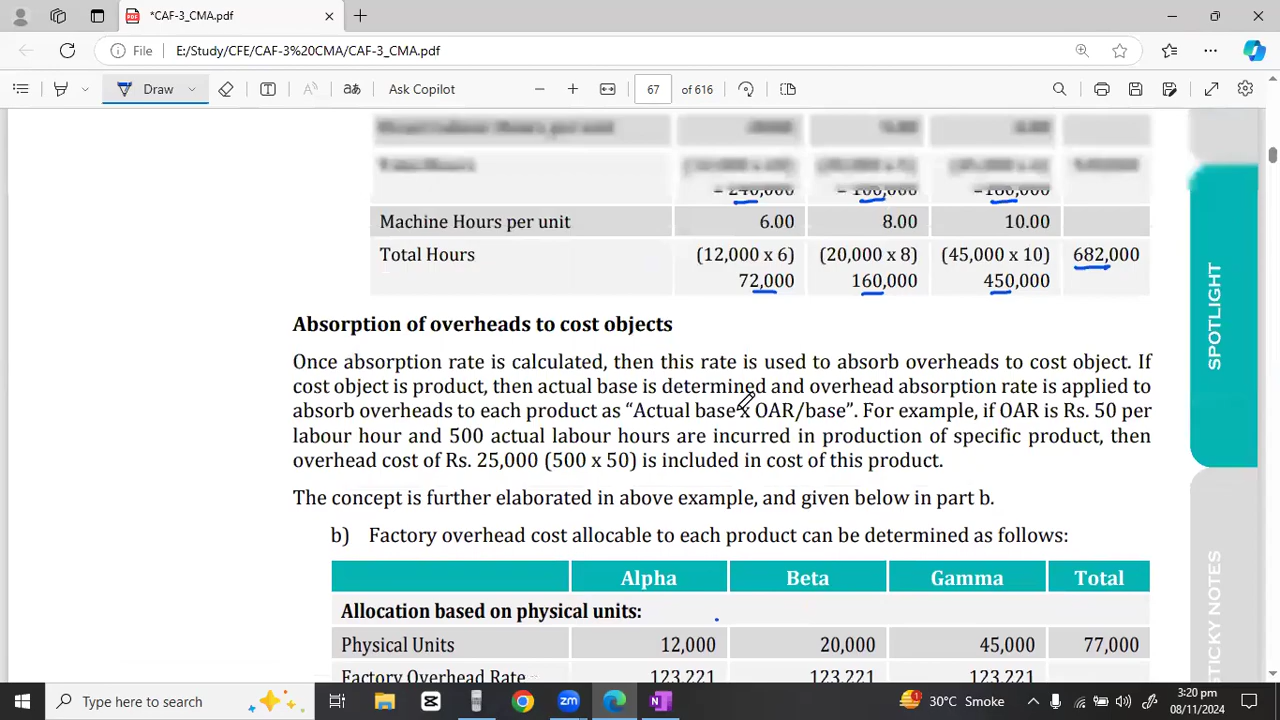 *CAF-3_CMA.pdf
File E:/Study/CFE/CAF-3%20CMA/CAF-3_CMA.pdf
Draw Ask Copilot 67 of 616
Machine Hours per unit 6.00 8.00 10.00
Total Hours (12,000 x 6) (20,000 x 8) (45,000 x 10) 682,000
72,000 160,000 450,000
Absorption of overheads to cost objects
Once absorption rate is calculated, then this rate is used to absorb overheads to cost object. If
cost object is product, then actual base is determined and overhead absorption rate is applied to
absorb overheads to each product as “Actual base x OAR/base”. For example, if OAR is Rs. 50 per
labour hour and 500 actual labour hours are incurred in production of specific product, then
overhead cost of Rs. 25,000 (500 x 50) is included in cost of this product.
The concept is further elaborated in above example, and given below in part b.
b) Factory overhead cost allocable to each product can be determined as follows:
Alpha Beta Gamma Total
Allocation based on physical units:
Physical Units 12,000 20,000 45,000 77,000
Factory Overhead Rate 123.221 123.221 123.221
SPOTLIGHT
STICKY NOTES
Type here to search
30°C Smoke
3:20 pm
08/11/2024